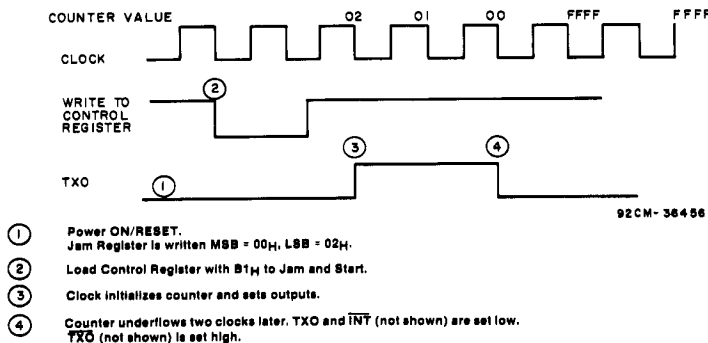 COUNTER VALUE 02 01 00 FFFF FFFF
CLOCK
② 
WRITE TO
CONTROL
REGISTER
③ ④
TXO ①
92CM-36456
① Power ON/RESET.
Jam Register is written MSB = 00H, LSB = 02H.
② Load Control Register with B1H to Jam and Start.
③ Clock initializes counter and sets outputs.
④ Counter underflows two clocks later. TXO and INT (not shown) are set low.
TXO (not shown) is set high.